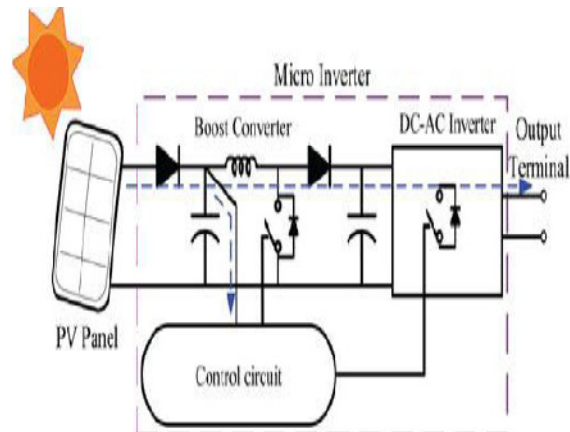 Micro Inverter
Boost Converter
DC-AC Inverter
Output
Terminal
PV Panel
Control circuit